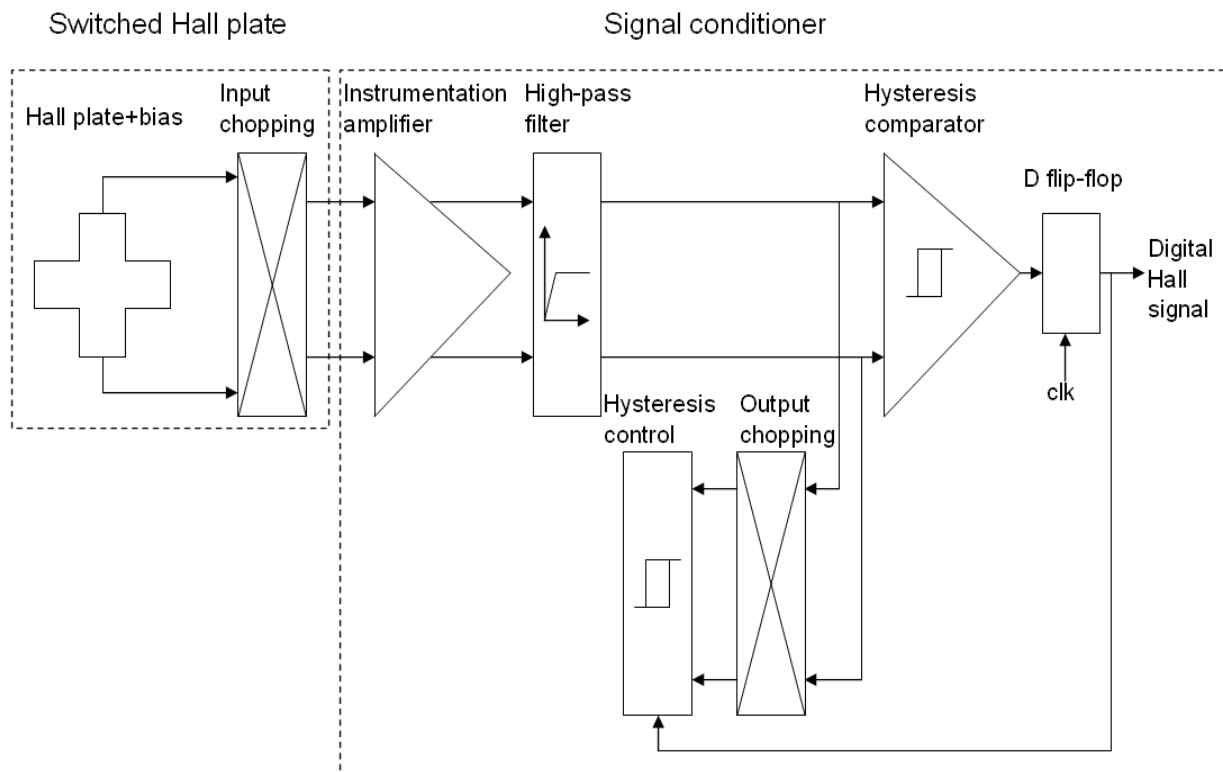 Switched Hall plate
Signal conditioner
Hall plate+bias
Input
chopping
Instrumentation
amplifier
High-pass
filter
Hysteresis
comparator
D flip-flop
Digital
Hall
signal
clk
Hysteresis
control
Output
chopping